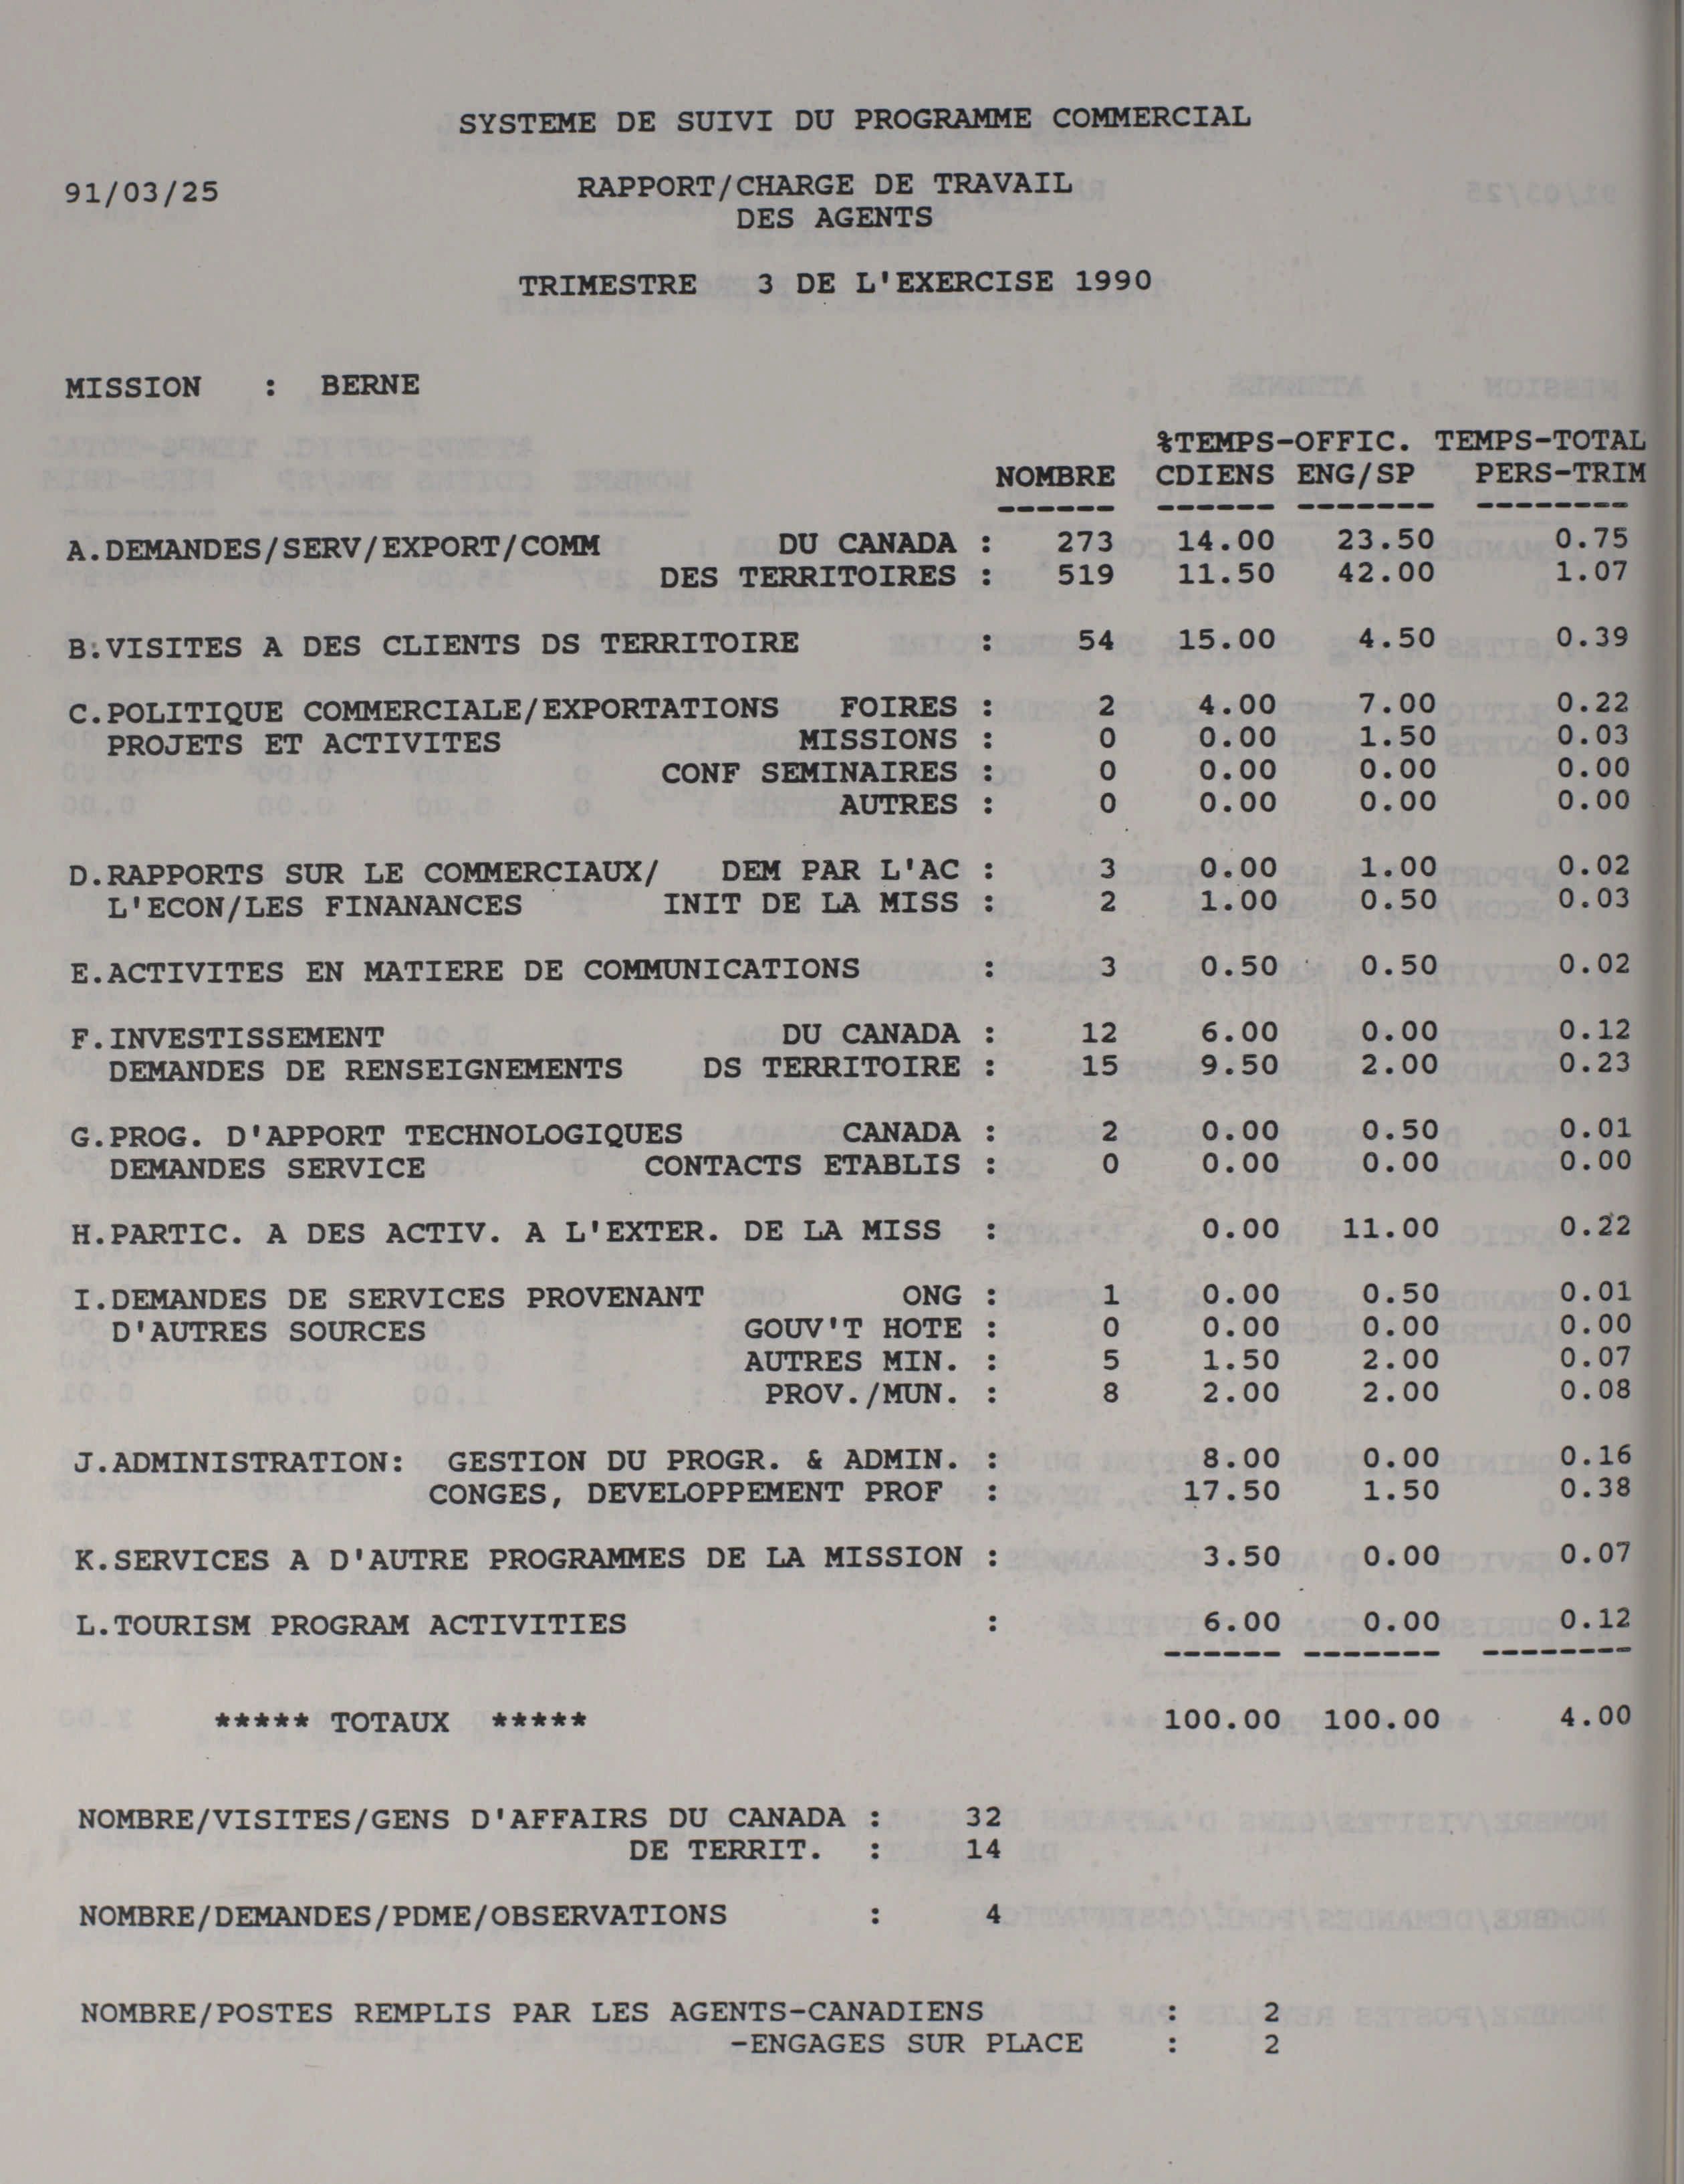 SYSTEME DE SUIVI DU PROGRAMME COMMERCIAL
91/03/25 RAPPORT/CHARGE DE TRAVAIL
DES AGENTS
TRIMESTRE 3 DE L'EXERCISE 1990
MISSION : BERNE
%TEMPS-OFFIC. TEMPS-TOTAL
NOMBRE CDIENS ENG/SP PERS-TRIM
------ ------ ------- --------
A.DEMANDES/SERV/EXPORT/COMM DU CANADA : 273 14.00 23.50 0.75
DES TERRITOIRES : 519 11.50 42.00 1.07
B.VISITES A DES CLIENTS DS TERRITOIRE : 54 15.00 4.50 0.39
C.POLITIQUE COMMERCIALE/EXPORTATIONS FOIRES : 2 4.00 7.00 0.22
PROJETS ET ACTIVITES MISSIONS : 0 0.00 1.50 0.03
CONF SEMINAIRES : 0 0.00 0.00 0.00
AUTRES : 0 0.00 0.00 0.00
D.RAPPORTS SUR LE COMMERCIAUX/ DEM PAR L'AC : 3 0.00 1.00 0.02
L'ECON/LES FINANANCES INIT DE LA MISS : 2 1.00 0.50 0.03
E.ACTIVITES EN MATIERE DE COMMUNICATIONS : 3 0.50 0.50 0.02
F.INVESTISSEMENT DU CANADA : 12 6.00 0.00 0.12
DEMANDES DE RENSEIGNEMENTS DS TERRITOIRE : 15 9.50 2.00 0.23
G.PROG. D'APPORT TECHNOLOGIQUES CANADA : 2 0.00 0.50 0.01
DEMANDES SERVICE CONTACTS ETABLIS : 0 0.00 0.00 0.00
H.PARTIC. A DES ACTIV. A L'EXTER. DE LA MISS : 0.00 11.00 0.22
I.DEMANDES DE SERVICES PROVENANT ONG : 1 0.00 0.50 0.01
D'AUTRES SOURCES GOUV'T HOTE : 0 0.00 0.00 0.00
AUTRES MIN. : 5 1.50 2.00 0.07
PROV./MUN. : 8 2.00 2.00 0.08
J.ADMINISTRATION: GESTION DU PROGR. & ADMIN. : 8.00 0.00 0.16
CONGES, DEVELOPPEMENT PROF : 17.50 1.50 0.38
K.SERVICES A D'AUTRE PROGRAMMES DE LA MISSION : 3.50 0.00 0.07
L.TOURISM PROGRAM ACTIVITIES : 6.00 0.00 0.12
------ ------- --------
***** TOTAUX ***** 100.00 100.00 4.00
NOMBRE/VISITES/GENS D'AFFAIRS DU CANADA : 32
DE TERRIT. : 14
NOMBRE/DEMANDES/PDME/OBSERVATIONS : 4
NOMBRE/POSTES REMPLIS PAR LES AGENTS-CANADIENS : 2
-ENGAGES SUR PLACE : 2